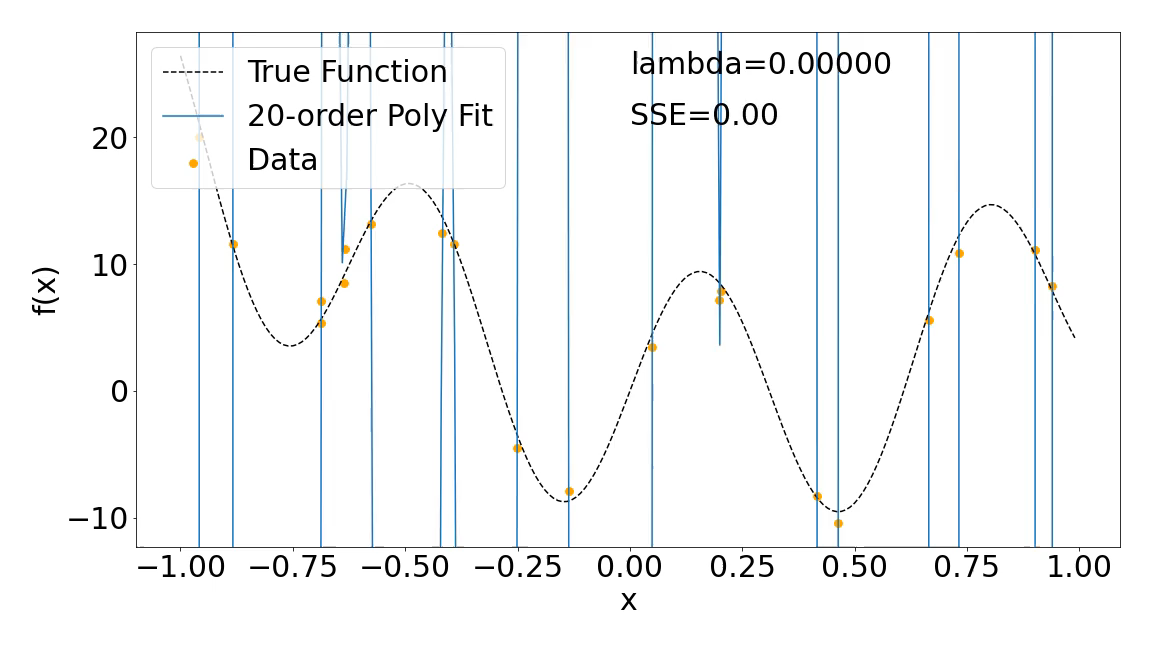 True Function
20-order Poly Fit
Data
lambda=0.00000
SSE=0.00
f(x)
20
10
0
−10
−1.00
−0.75
−0.50
−0.25
0.00
0.25
0.50
0.75
1.00
x